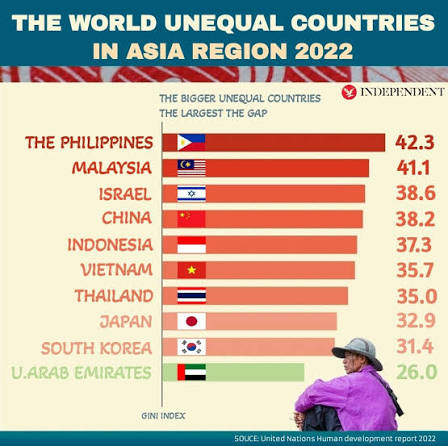 THE WORLD UNEQUAL COUNTRIES
IN ASIA REGION 2022
INDEPENDENT
THE BIGGER UNEQUAL COUNTRIES
THE LARGEST THE GAP
THE PHILIPPINES 42.3
MALAYSIA 41.1
ISRAEL 38.6
CHINA 38.2
INDONESIA 37.3
VIETNAM 35.7
THAILAND 35.0
JAPAN 32.9
SOUTH KOREA 31.4
U.ARAB EMIRATES 26.0
GINI INDEX
SOUCE: United Nations Human development report 2022